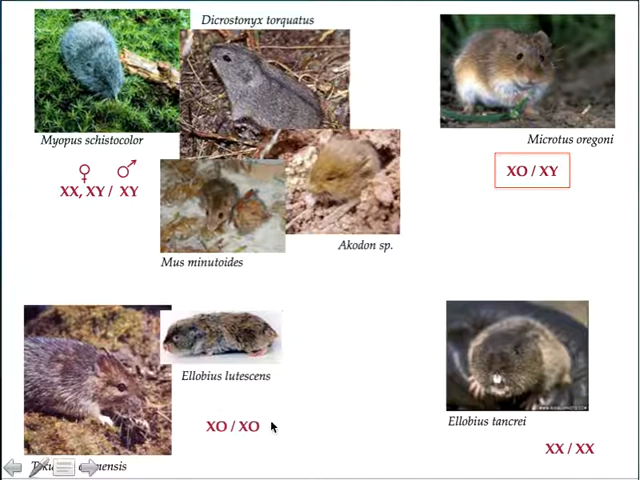 Dicrostonyx torquatus
Myopus schistocolor
♀ ♂
XX, XY / XY
Microtus oregoni
XO / XY
Akodon sp.
Mus minutoides
Ellobius lutescens
XO / XO
Ellobius tancrei
XX / XX